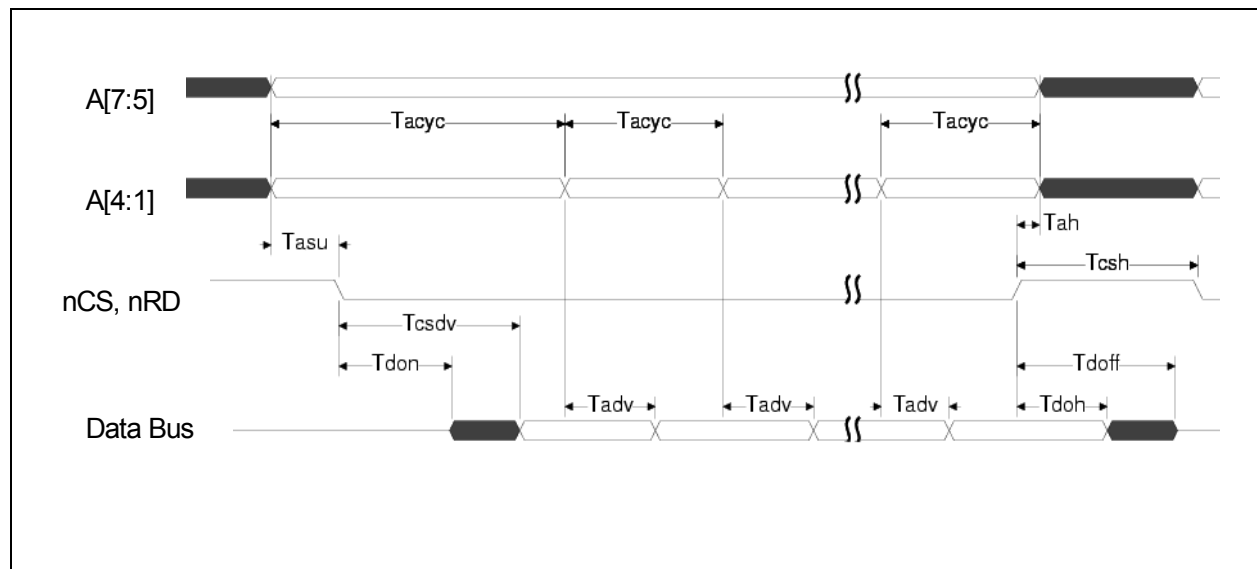 A[7:5]
Tacyc Tacyc Tacyc
A[4:1]
Tah
Tasu
Tcsh
nCS, nRD
Tcsdv
Tdon Tdoff
Tadv Tadv Tadv Tdoh
Data Bus